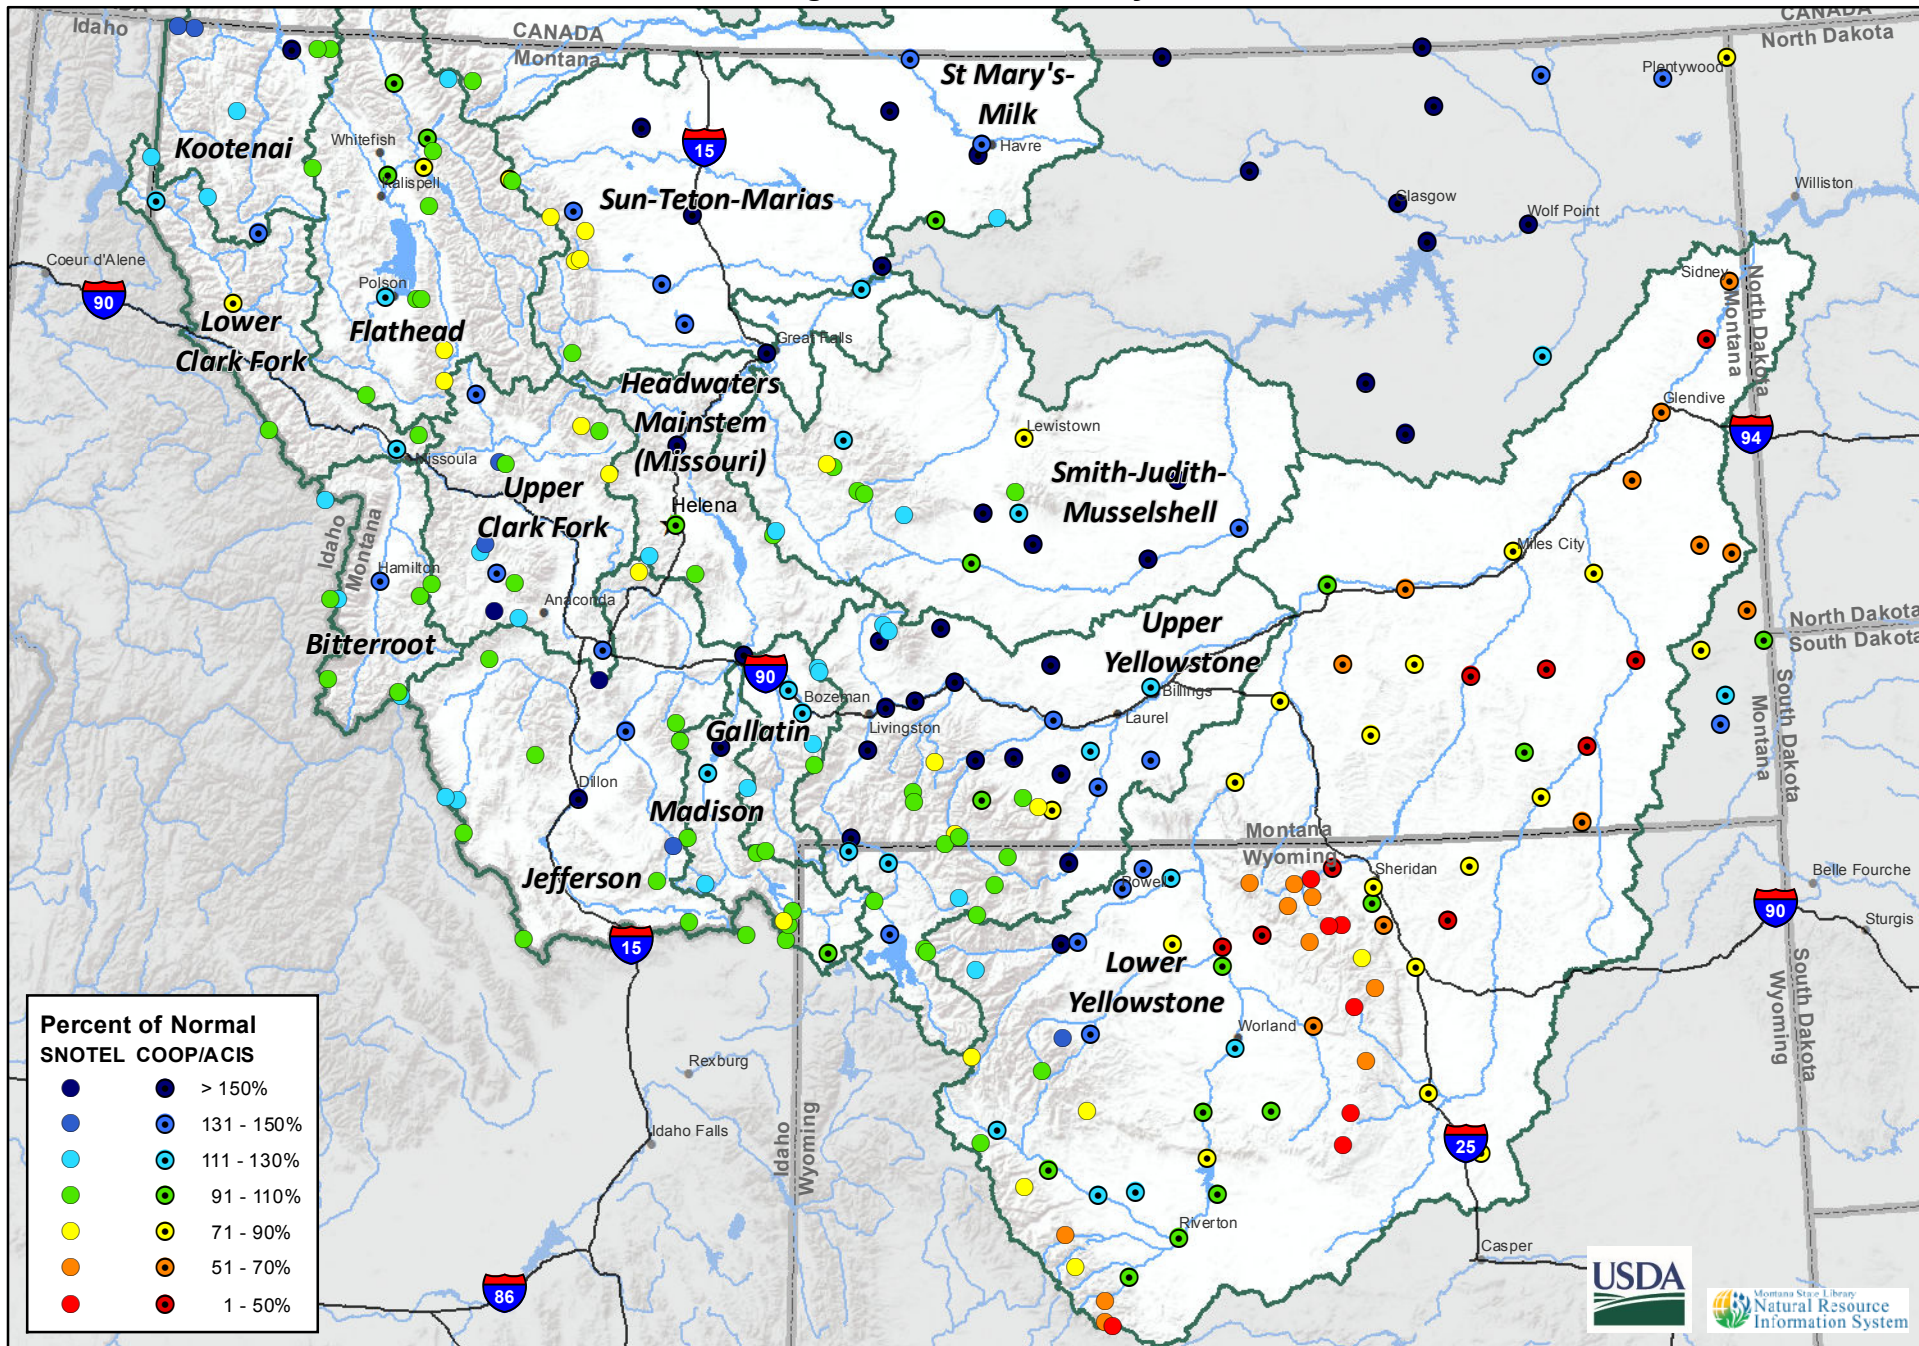 CANADA
Idaho
CANADA
Montana
CANADA
North Dakota
St Mary's-
Milk
Plentywood
Kootenai
Whitefish
Kalispell
15
Havre
Sun-Teton-Marias
Glasgow
Wolf Point
Williston
Coeur d'Alene
90
Polson
Lower
Clark Fork
Flathead
Great Falls
Sidney
North Dakota
Montana
Headwaters
Mainstem
(Missouri)
Glendive
94
Lewistown
Missoula
Smith-Judith-
Musselshell
Upper
Clark Fork
Helena
Idaho
Montana
Hamilton
Anaconda
Miles City
Bitterroot
Upper
Yellowstone
North Dakota
South Dakota
90
Bozeman
Billings
Livingston
Laurel
Gallatin
South Dakota
Montana
Dillon
Madison
Montana
Wyoming
Jefferson
Powell
Sheridan
Belle Fourche
90
Sturgis
15
Lower
Yellowstone
South Dakota
Wyoming
Worland
Rexburg
Idaho
Wyoming
Idaho Falls
25
Riverton
Casper
86
Percent of Normal
SNOTEL COOP/ACIS
> 150%
131 - 150%
111 - 130%
91 - 110%
71 - 90%
51 - 70%
1 - 50%
USDA
Montana State Library
Natural Resource
Information System